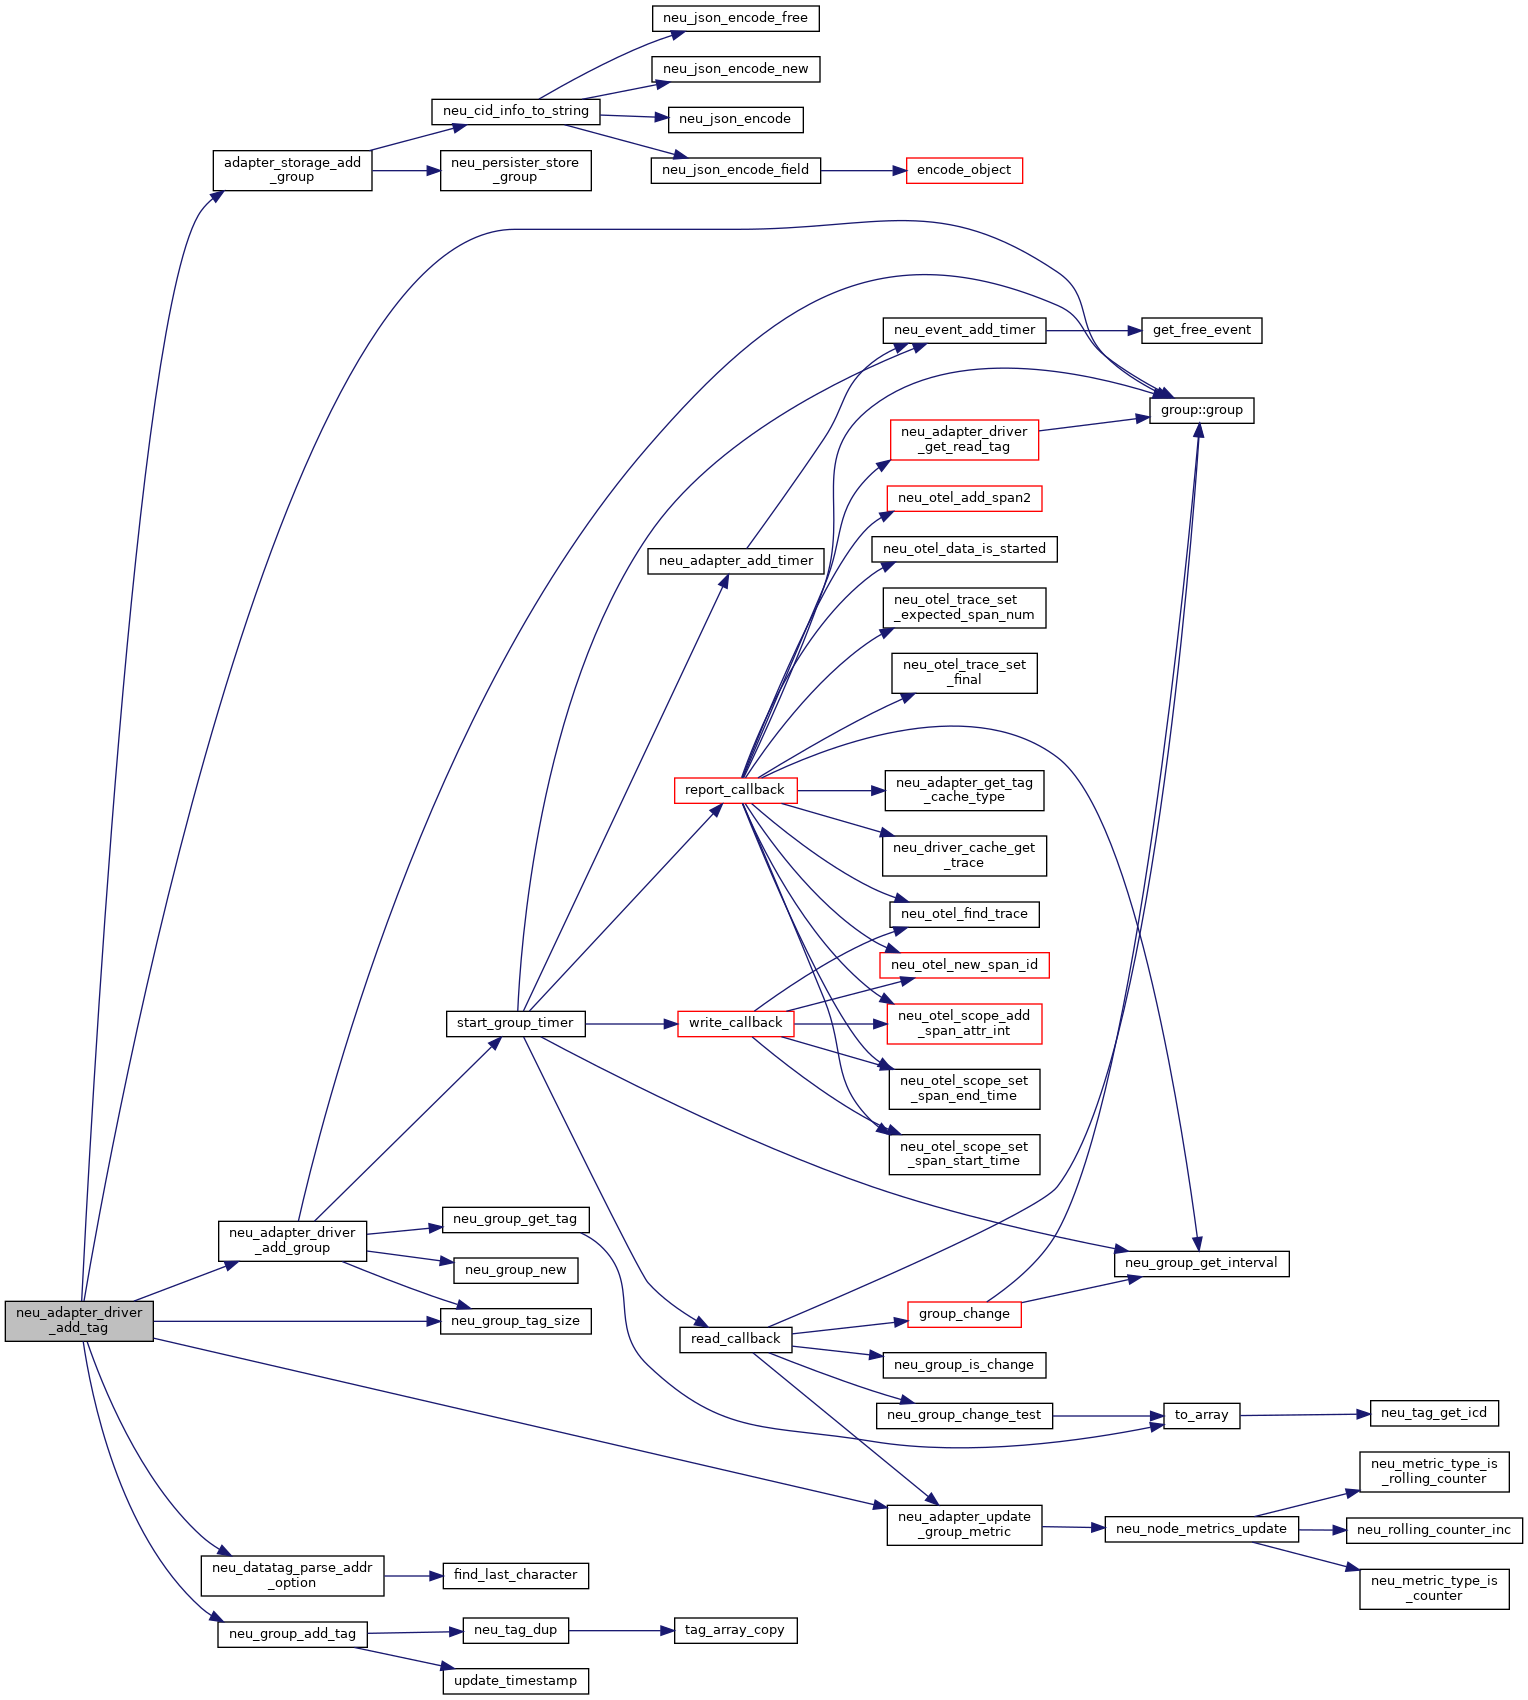 neu_json_encode_free
neu_json_encode_new
neu_cid_info_to_string
neu_json_encode
adapter_storage_add
_group
neu_persister_store
_group
neu_json_encode_field
encode_object
neu_event_add_timer
get_free_event
group::group
neu_adapter_driver
_get_read_tag
neu_otel_add_span2
neu_otel_data_is_started
neu_adapter_add_timer
neu_otel_trace_set
_expected_span_num
neu_otel_trace_set
_final
report_callback
neu_adapter_get_tag
_cache_type
neu_driver_cache_get
_trace
neu_otel_find_trace
neu_otel_new_span_id
start_group_timer
write_callback
neu_otel_scope_add
_span_attr_int
neu_otel_scope_set
_span_end_time
neu_otel_scope_set
_span_start_time
neu_adapter_driver
_add_group
neu_group_get_tag
neu_group_new
neu_group_get_interval
neu_adapter_driver
_add_tag
neu_group_tag_size
group_change
read_callback
neu_group_is_change
neu_group_change_test
to_array
neu_tag_get_icd
neu_adapter_update
_group_metric
neu_node_metrics_update
neu_metric_type_is
_rolling_counter
neu_rolling_counter_inc
neu_metric_type_is
_counter
neu_datatag_parse_addr
_option
find_last_character
neu_group_add_tag
neu_tag_dup
tag_array_copy
update_timestamp